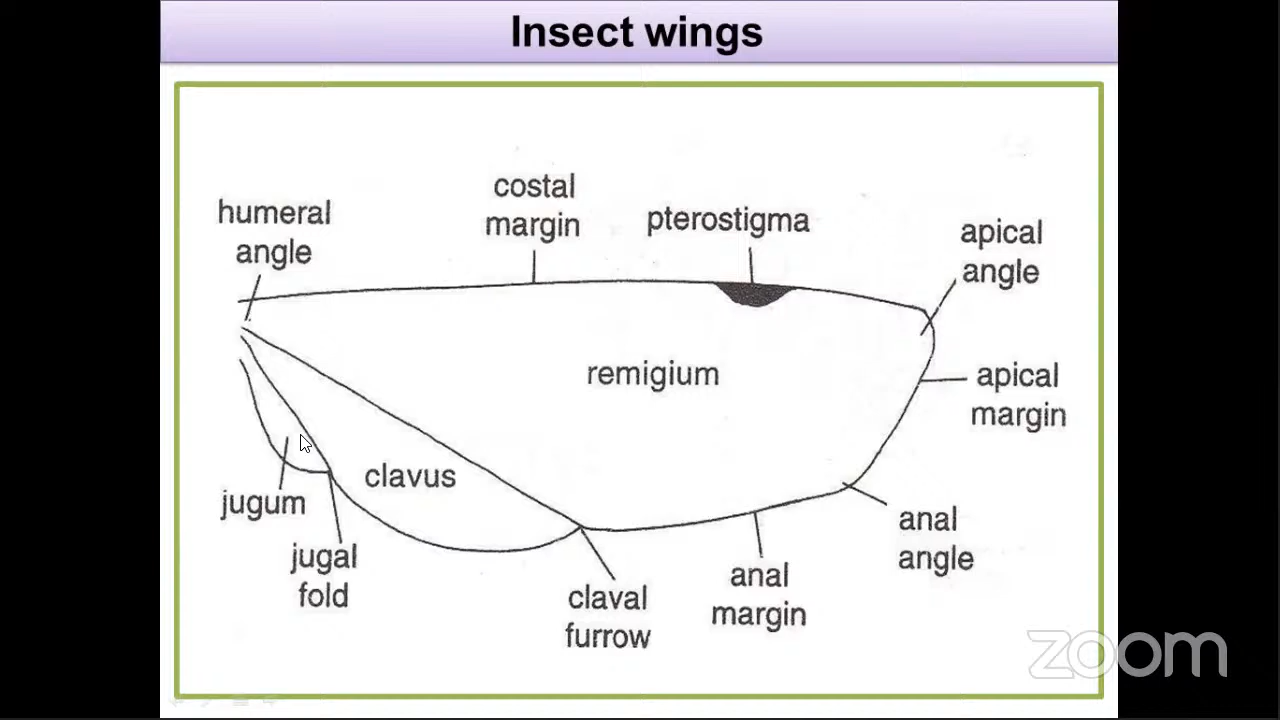 Insect wings
costal
margin
humeral
angle
pterostigma
apical
angle
remigium
apical
margin
clavus
jugum
jugal
fold
anal
angle
anal
margin
claval
furrow
zoom